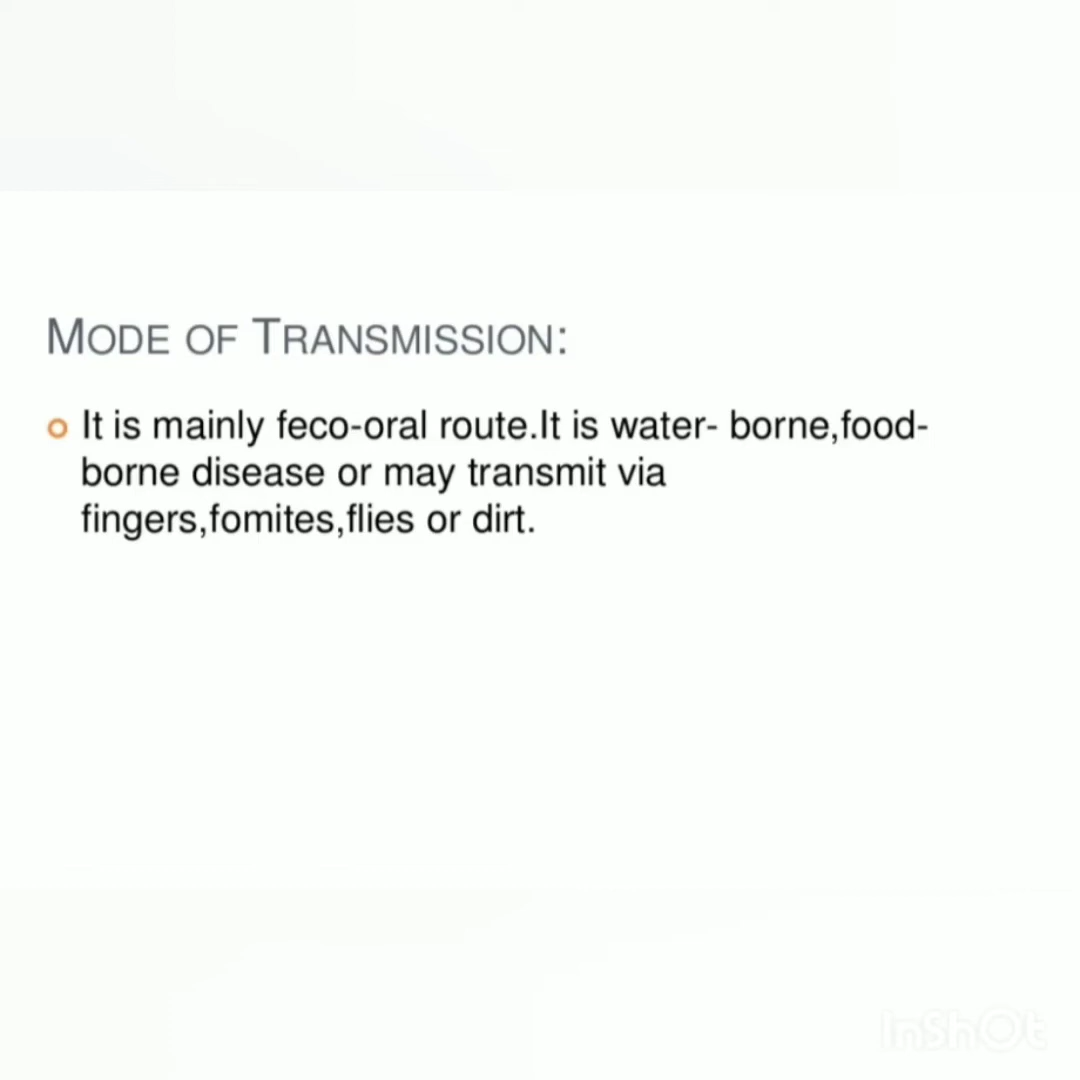 MODE OF TRANSMISSION:
It is mainly feco-oral route.It is water- borne,food-
borne disease or may transmit via
fingers,fomites,flies or dirt.
InShOt